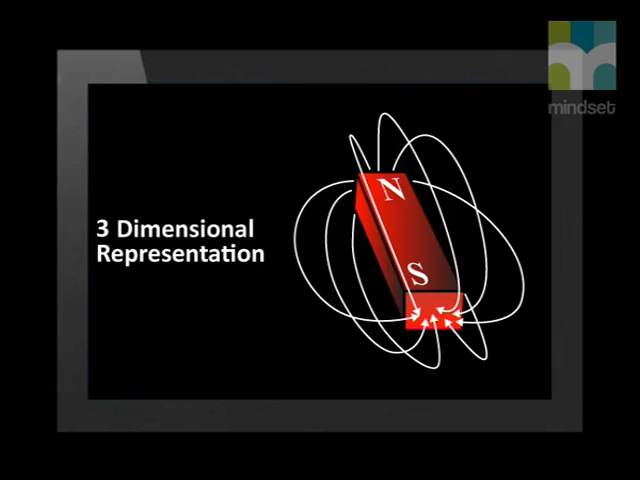 mindset
3 Dimensional
Representation
N
S